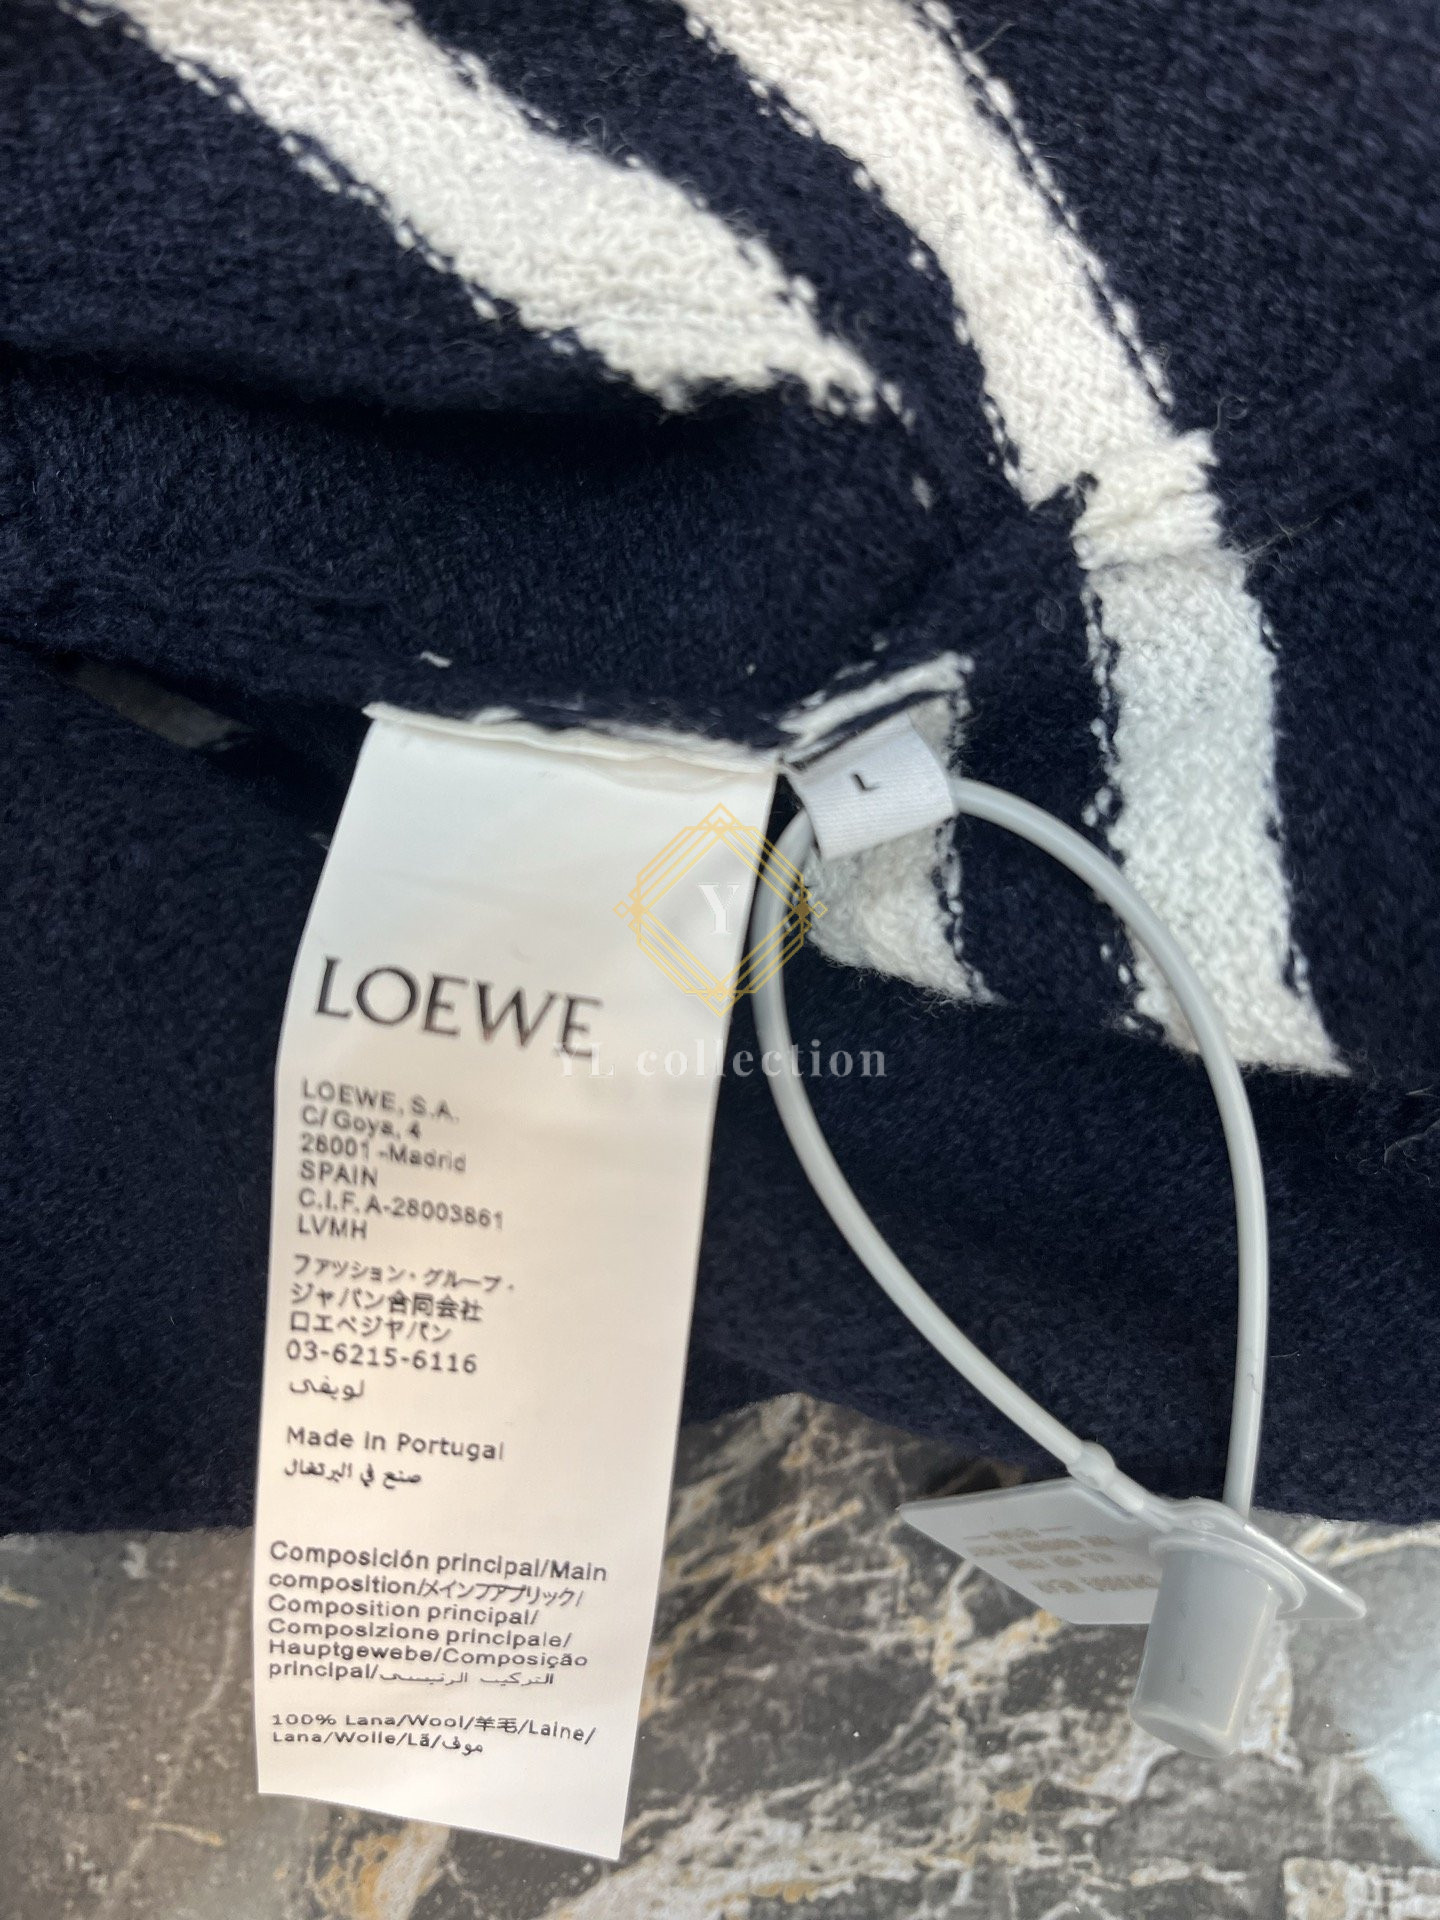 L
Y
YL collection
LOEWE
LOEWE, S.A.
C/ Goya, 4
28001 -Madrid
SPAIN
C.I.F. A-28003861
LVMH
ファッション・グループ・
ジャパン合同会社
口エベジヤパン
03-6215-6116
لويفي
Made in Portugal
صنع في البرتغال
Composición principal/Main
composition/メインファブリック/
Composition principal/
Composizione principale/
Hauptgewebe/Composição
principal/التركيب الرئيسي
100% Lana/Wool/羊毛/Laine/
Lana/Wolle/Lã/موف